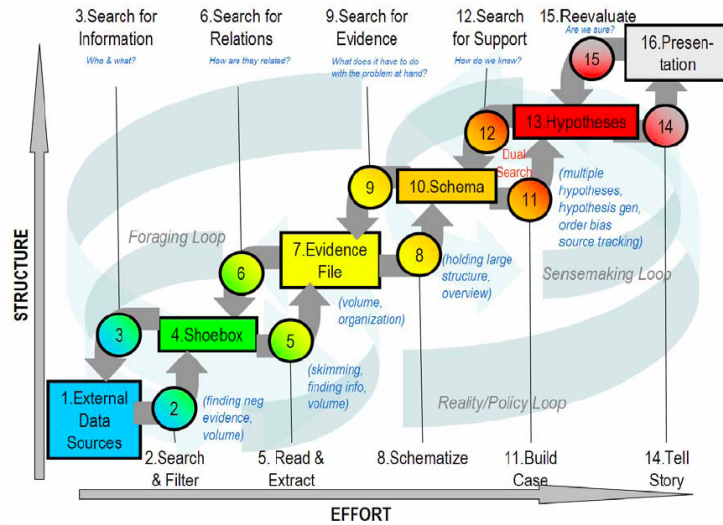 3.Search for
Information
Who & what?
6.Search for
Relations
How are they related?
9.Search for
Evidence
What does it have to
do with the problem at hand?
12.Search
for Support
How do we know?
15.Reevaluate
Are we sure?
15
16.Presen-
tation
13.Hypotheses
14
12
Dual
Search
11
(multiple
hypotheses,
hypothesis gen,
order bias
source tracking)
9
10.Schema
Foraging Loop
Sensemaking Loop
7.Evidence
File
8
(holding large
structure,
overview)
6
(volume,
organization)
3
4.Shoebox
5
(skimming,
finding info,
volume)
1.External
Data
Sources
2
(finding neg
evidence,
volume)
Reality/Policy Loop
2.Search
& Filter
5. Read &
Extract
8.Schematize
11.Build
Case
14.Tell
Story
STRUCTURE
EFFORT